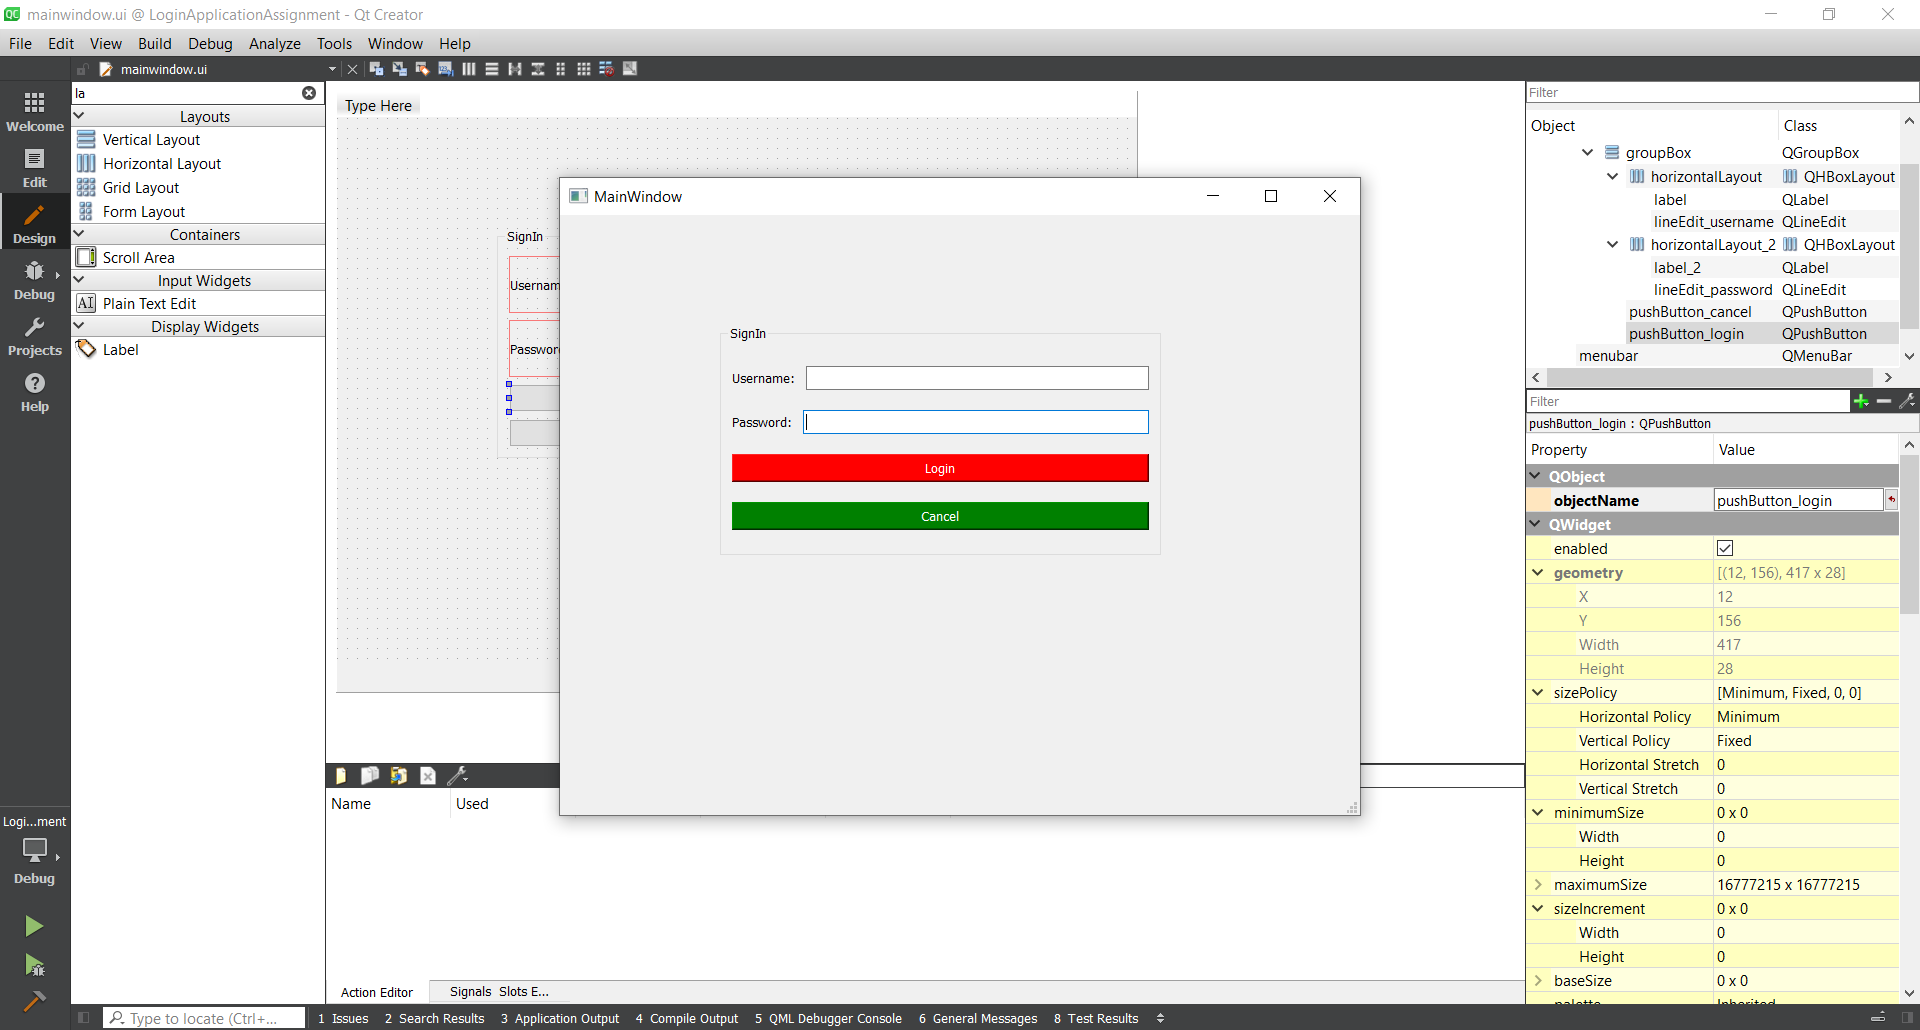 mainwindow.ui @ LoginApplicationAssignment - Qt Creator
File Edit View Build Debug Analyze Tools Window Help
mainwindow.ui
Welcome
Edit
Design
Debug
Projects
Help
Logi...ment
Debug
la
Layouts
Vertical Layout
Horizontal Layout
Grid Layout
Form Layout
Containers
Scroll Area
Input Widgets
Plain Text Edit
Display Widgets
Label
Type Here
SignIn
MainWindow
SignIn
Username:
Password:
Login
Cancel
Name Used
Action Editor Signals Slots E...
Filter
Object Class
groupBox QGroupBox
horizontalLayout QHBoxLayout
label QLabel
lineEdit_username QLineEdit
horizontalLayout_2 QHBoxLayout
label_2 QLabel
lineEdit_password QLineEdit
pushButton_cancel QPushButton
pushButton_login QPushButton
menubar QMenuBar
Filter
pushButton_login : QPushButton
Property Value
QObject
objectName pushButton_login
QWidget
enabled
geometry [(12, 156), 417 x 28]
X 12
Y 156
Width 417
Height 28
sizePolicy [Minimum, Fixed, 0, 0]
Horizontal Policy Minimum
Vertical Policy Fixed
Horizontal Stretch 0
Vertical Stretch 0
minimumSize 0 x 0
Width 0
Height 0
maximumSize 16777215 x 16777215
sizeIncrement 0 x 0
Width 0
Height 0
baseSize 0 x 0
Type to locate (Ctrl+... 1 Issues 2 Search Results 3 Application Output 4 Compile Output 5 QML Debugger Console 6 General Messages 8 Test Results